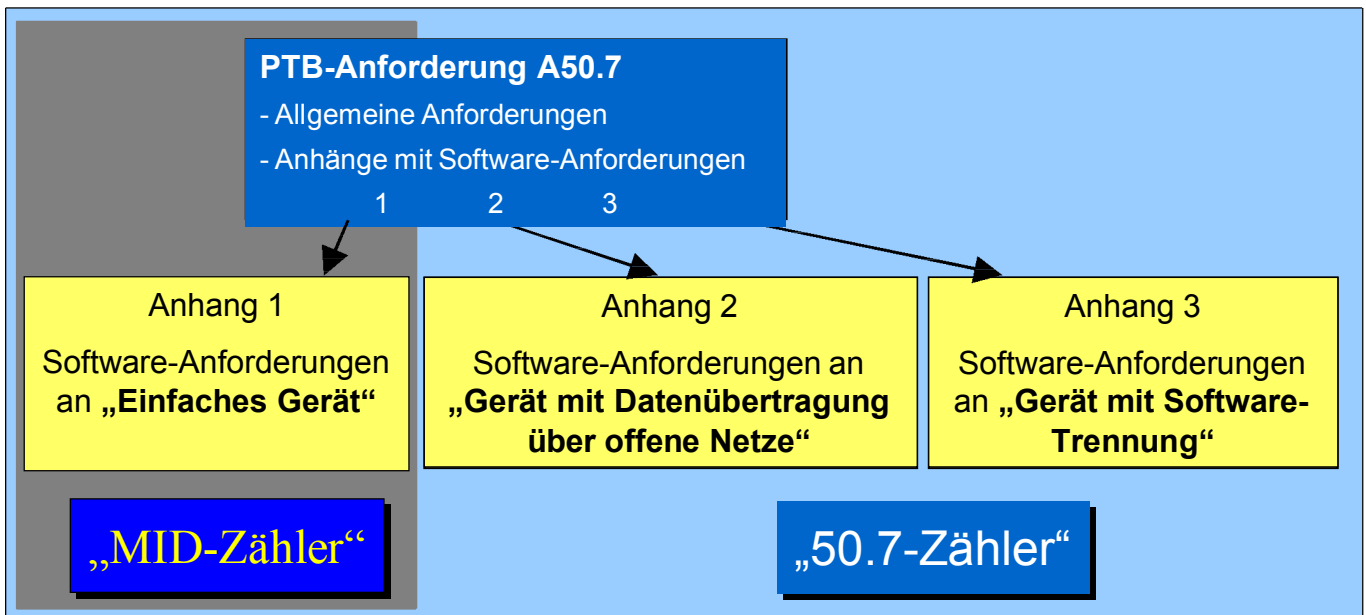 PTB-Anforderung A50.7
- Allgemeine Anforderungen
- Anhänge mit Software-Anforderungen
1 2 3
Anhang 1
Software-Anforderungen
an „Einfaches Gerät“
Anhang 2
Software-Anforderungen an
„Gerät mit Datenübertragung
über offene Netze“
Anhang 3
Software-Anforderungen
an „Gerät mit Software-
Trennung“
„MID-Zähler“
„50.7-Zähler“